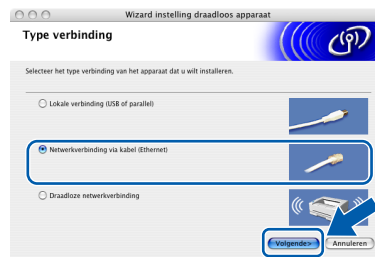 Wizard instelling draadloos apparaat
Type verbinding
Selecteer het type verbinding van het apparaat dat u wilt installeren.
Lokale verbinding (USB of parallel)
Netwerkverbinding via kabel (Ethernet)
Draadloze netwerkverbinding
Volgende>
Annuleren